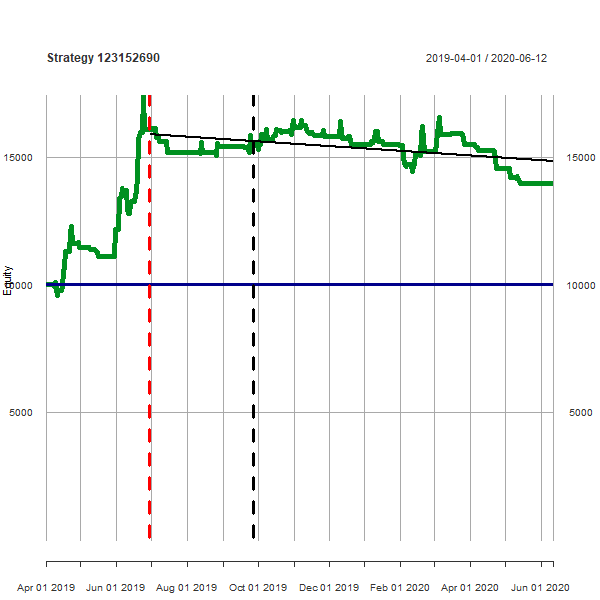 Strategy 123152690
2019-04-01 / 2020-06-12
15000
15000
Equity
10000
10000
5000
5000
Apr 01 2019
Jun 01 2019
Aug 01 2019
Oct 01 2019
Dec 01 2019
Feb 01 2020
Apr 01 2020
Jun 01 2020